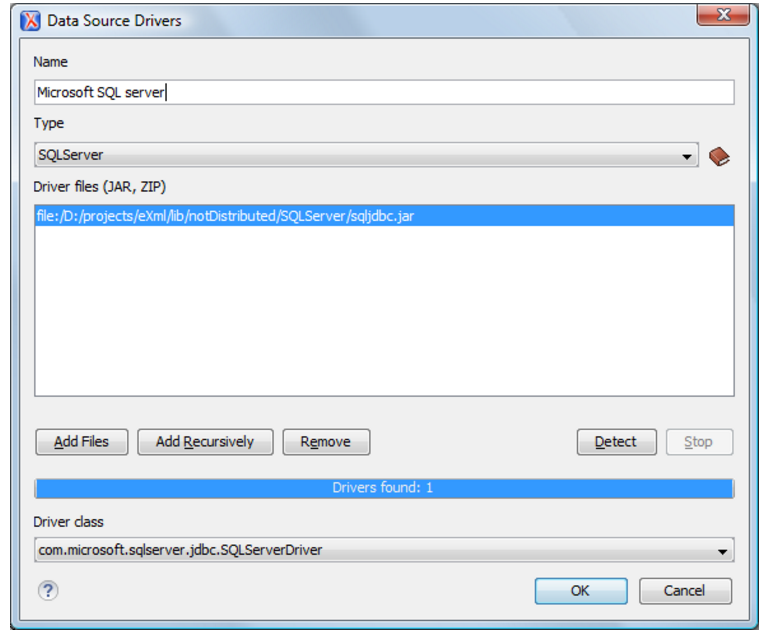 Data Source Drivers
Name
Microsoft SQL server
Type
SQLServer
Driver files (JAR, ZIP)
file:/D:/projects/eXml/lib/notDistributed/SQLServer/sqljdbc.jar
Add Files Add Recursively Remove Detect Stop
Drivers found: 1
Driver class
com.microsoft.sqlserver.jdbc.SQLServerDriver
? OK Cancel